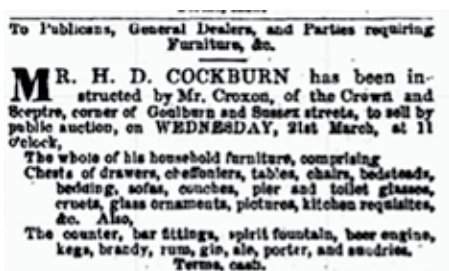 To Publicans, General Dealers, and Parties requiring
Furniture, &c.
MR. H. D. COCKBURN has been in-
structed by Mr. Croxon, of the Crown and
Sceptre, corner of Goulburn and Sussex streets, to sell by
public auction, on WEDNESDAY, 21st March, at 11
o'clock,
The whole of his household furniture, comprising
Chests of drawers, cheffoniers, tables, chairs, bedsteads,
bedding, sofas, couches, pier and toilet glasses,
cruets, glass ornaments, pictures, kitchen requisites,
&c. Also,
The counter, bar fittings, spirit fountain, beer engine,
kegs, brandy, rum, gin, ale, porter, and sundries.
Terms, cash.